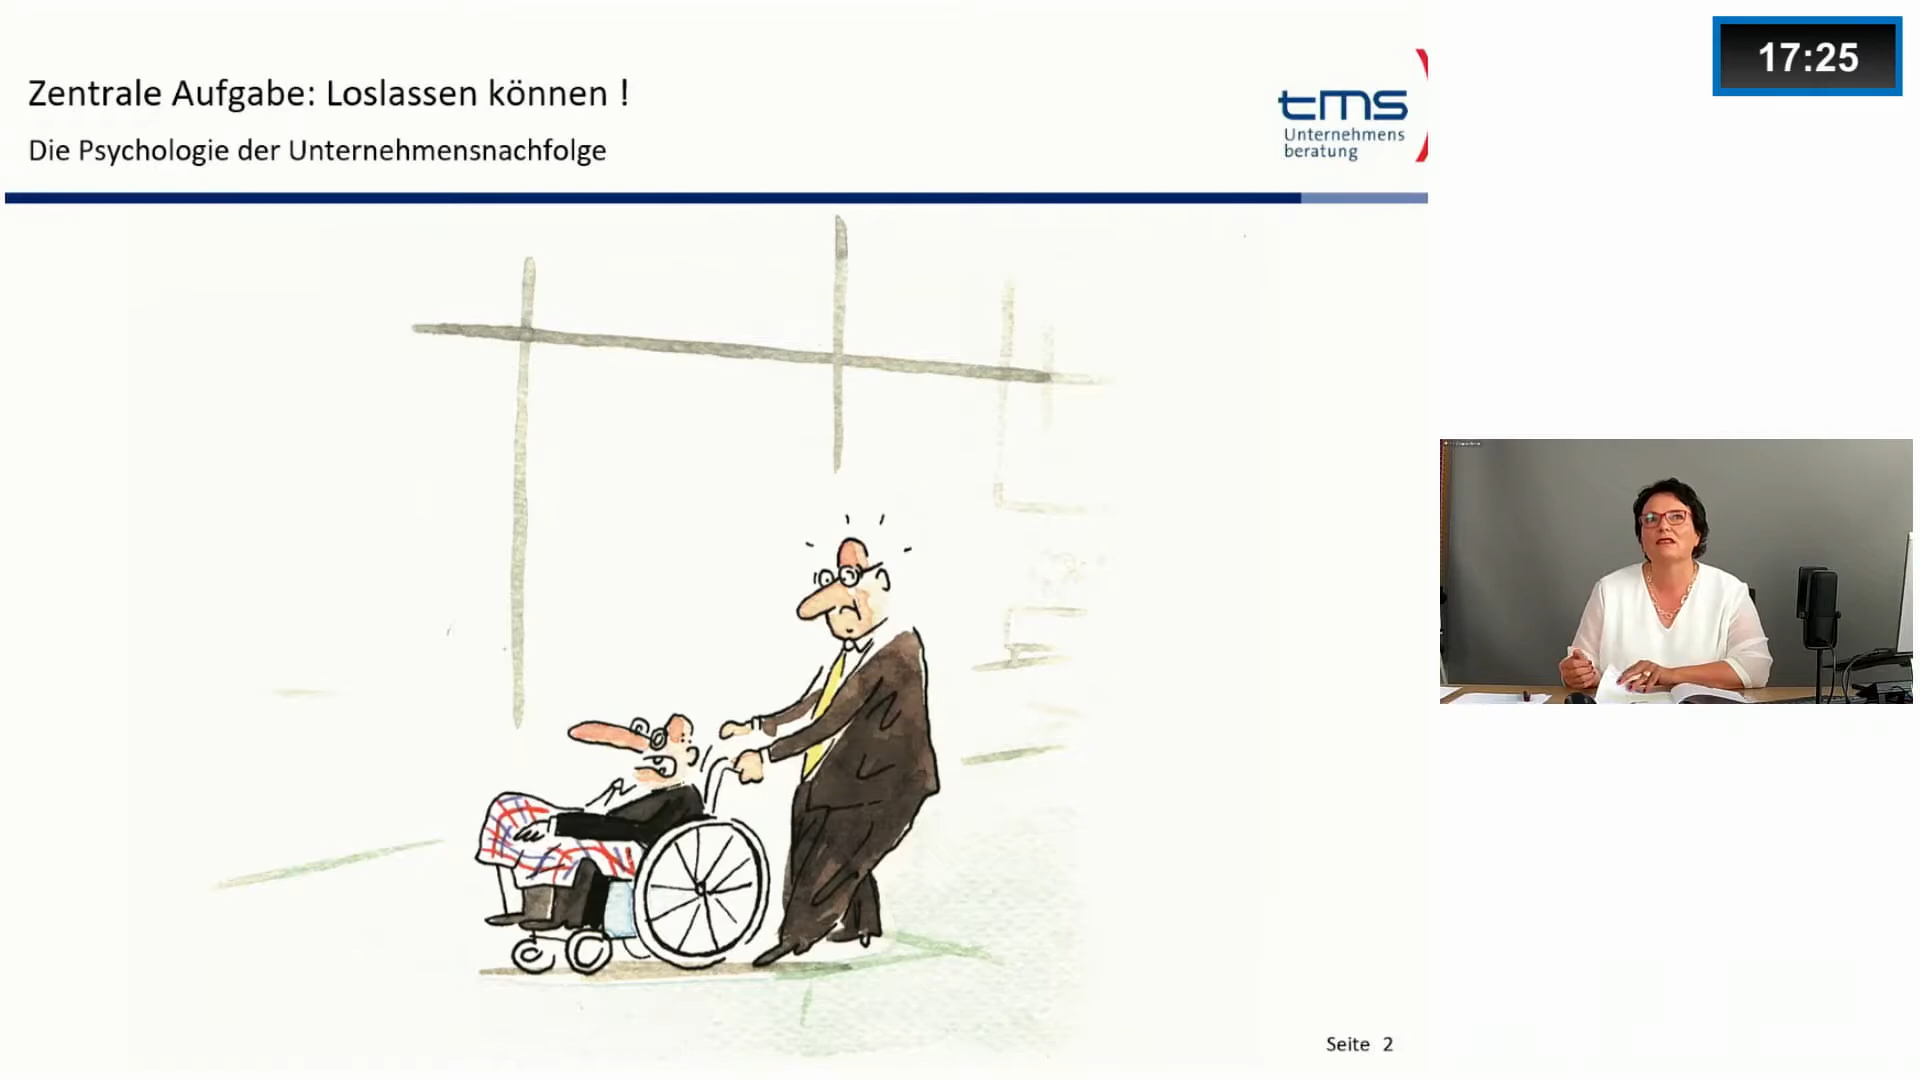 Zentrale Aufgabe: Loslassen können !
Die Psychologie der Unternehmensnachfolge
tms
Unternehmens
beratung
17:25
Seite 2